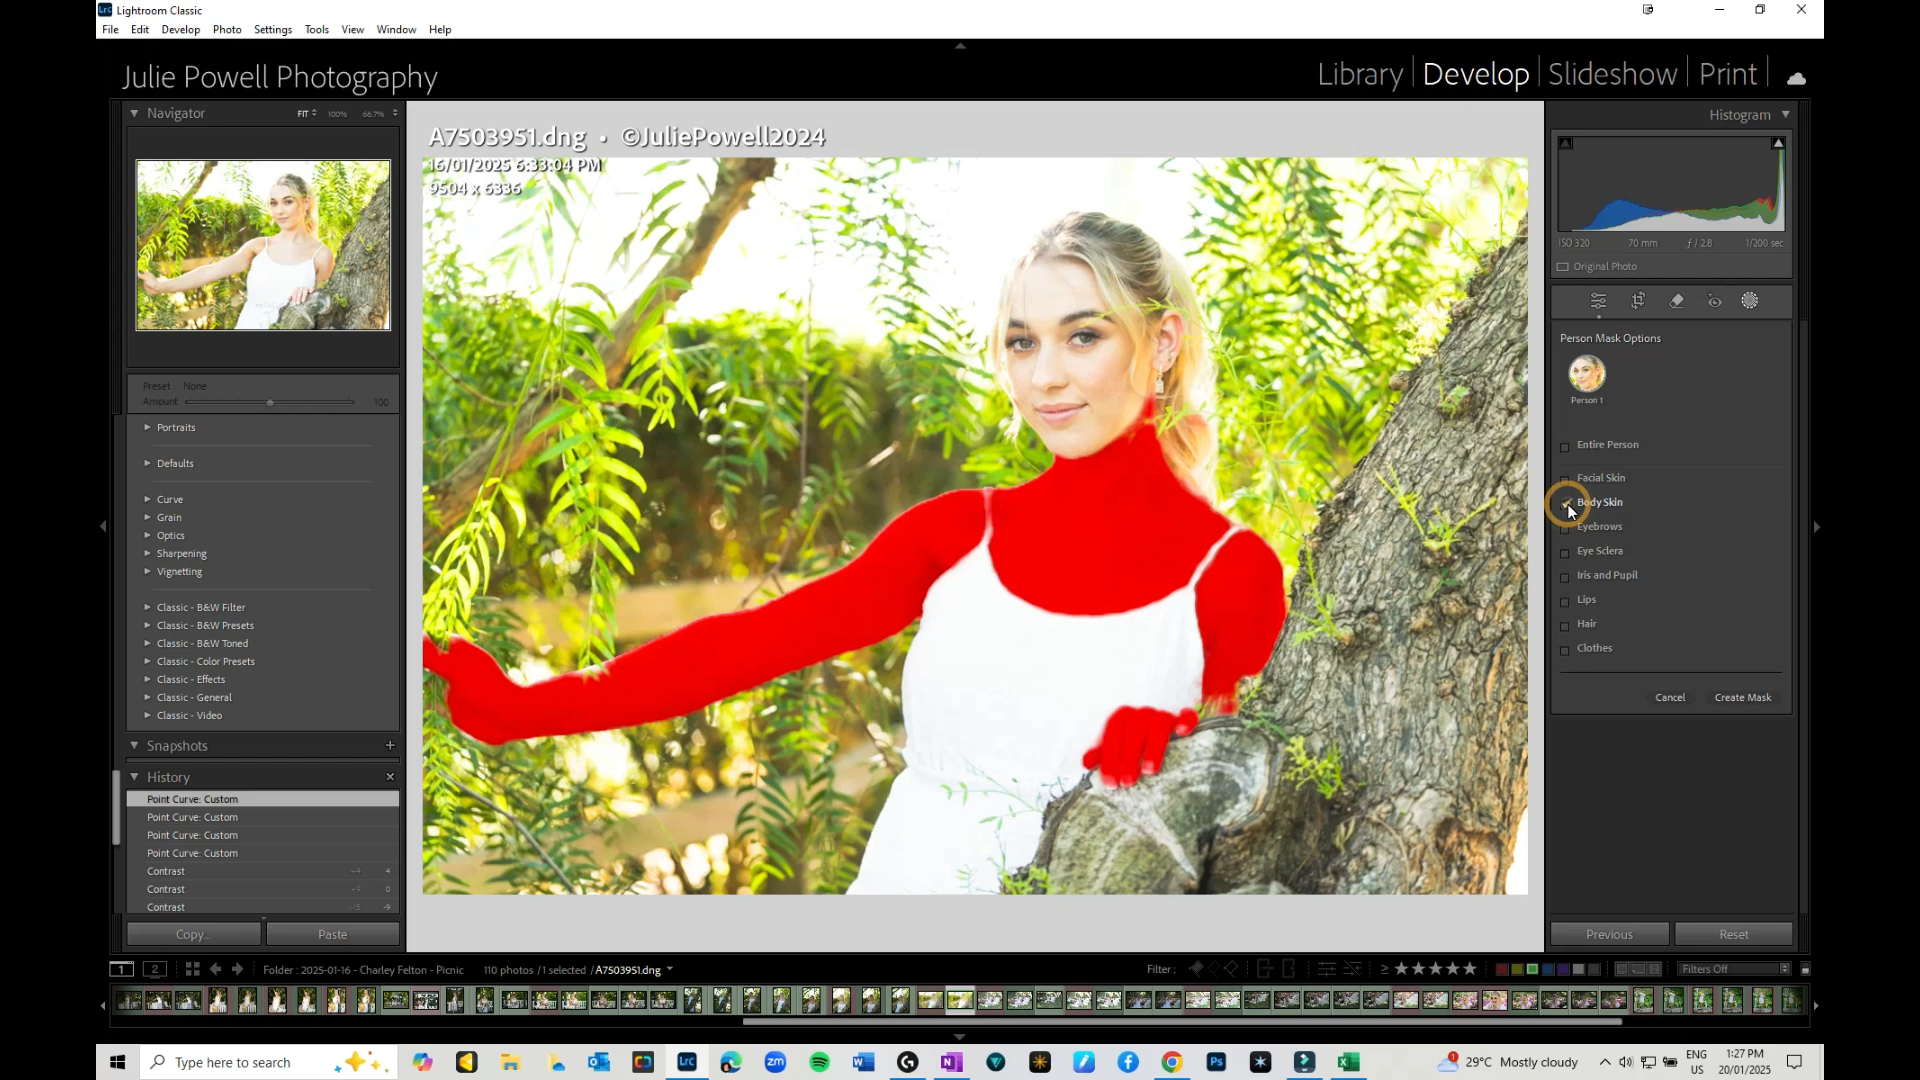 Lightroom Classic
File Edit Develop Photo Settings Tools View Window Help
Julie Powell Photography
Library Develop Slideshow Print
Navigator FIT 100% 66.7%
Preset: None
Amount 100
Portraits
Defaults
Curve
Grain
Optics
Sharpening
Vignetting
Classic - B&W Filter
Classic - B&W Presets
Classic - B&W Toned
Classic - Color Presets
Classic - Effects
Classic - General
Classic - Video
Snapshots
History
Point Curve: Custom
Point Curve: Custom
Point Curve: Custom
Point Curve: Custom
Contrast
Contrast
Contrast
Copy... Paste
A7503951.dng • ©JuliePowell2024
16/01/2025 6:33:04 PM
9504 x 6336
Histogram
ISO 320 70 mm ƒ / 2.8 1/200 sec
Original Photo
Person Mask Options
Person 1
Entire Person
Facial Skin
Body Skin
Eyebrows
Eye Sclera
Iris and Pupil
Lips
Hair
Clothes
Cancel Create Mask
Previous Reset
1 2 Folder : 2025-01-16 - Charley Felton - Picnic 110 photos / 1 selected / A7503951.dng Filter : Filters Off
Type here to search
29°C Mostly cloudy
ENG
US
1:27 PM
20/01/2025